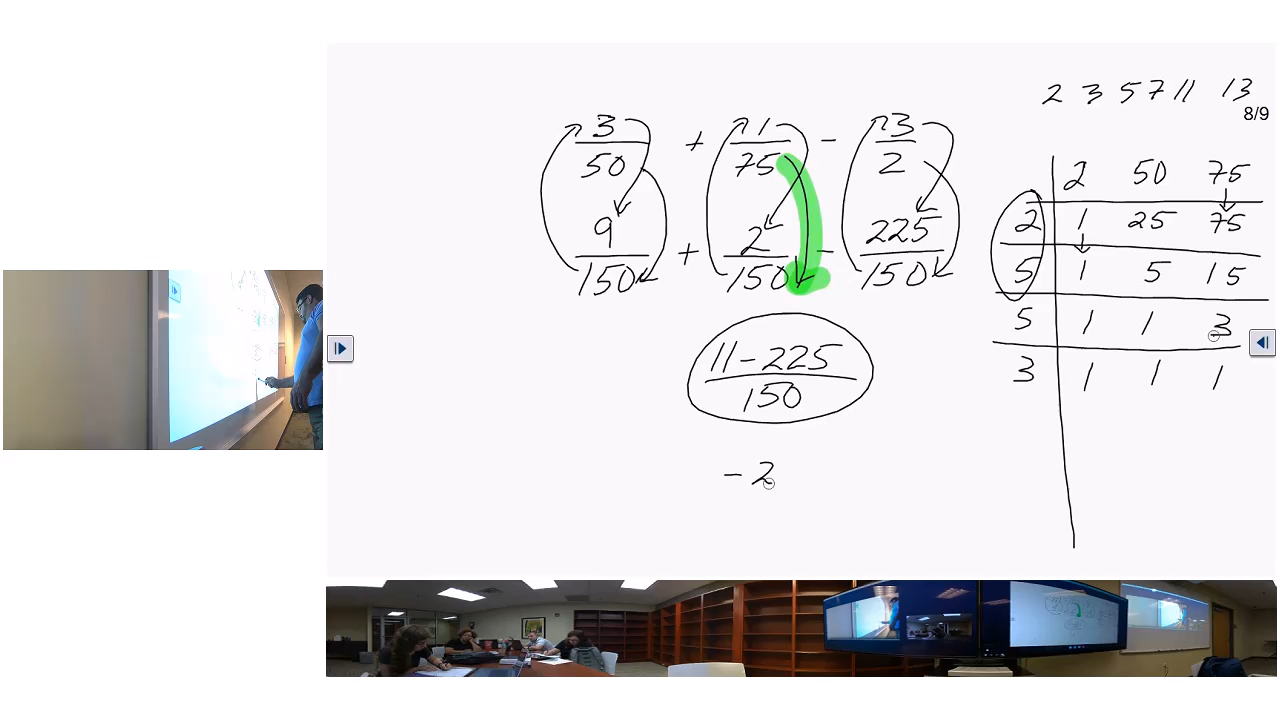 2 3 5 7 11 13
8/9
3/50 + 1/75 - 3/2
9/150 + 2/150 - 225/150
11 - 225/150
- 2
2 50 75
2 1 25 75
5 1 5 15
5 1 1 3
3 1 1 1